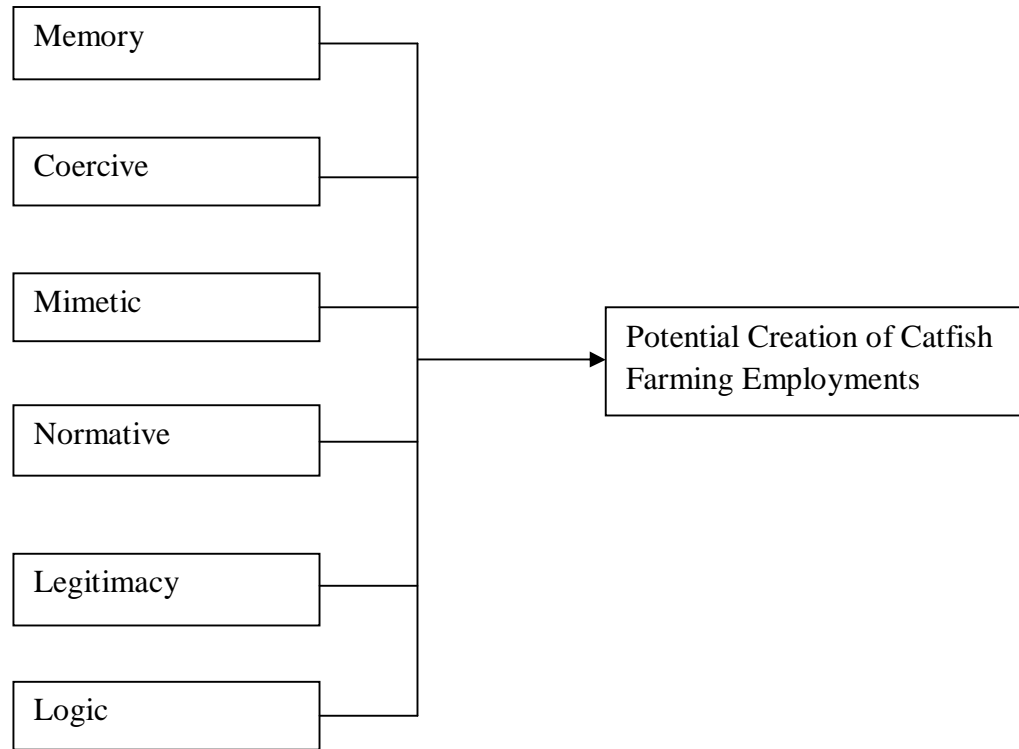 Memory
Coercive
Mimetic
Potential Creation of Catfish
Farming Employments
Normative
Legitimacy
Logic